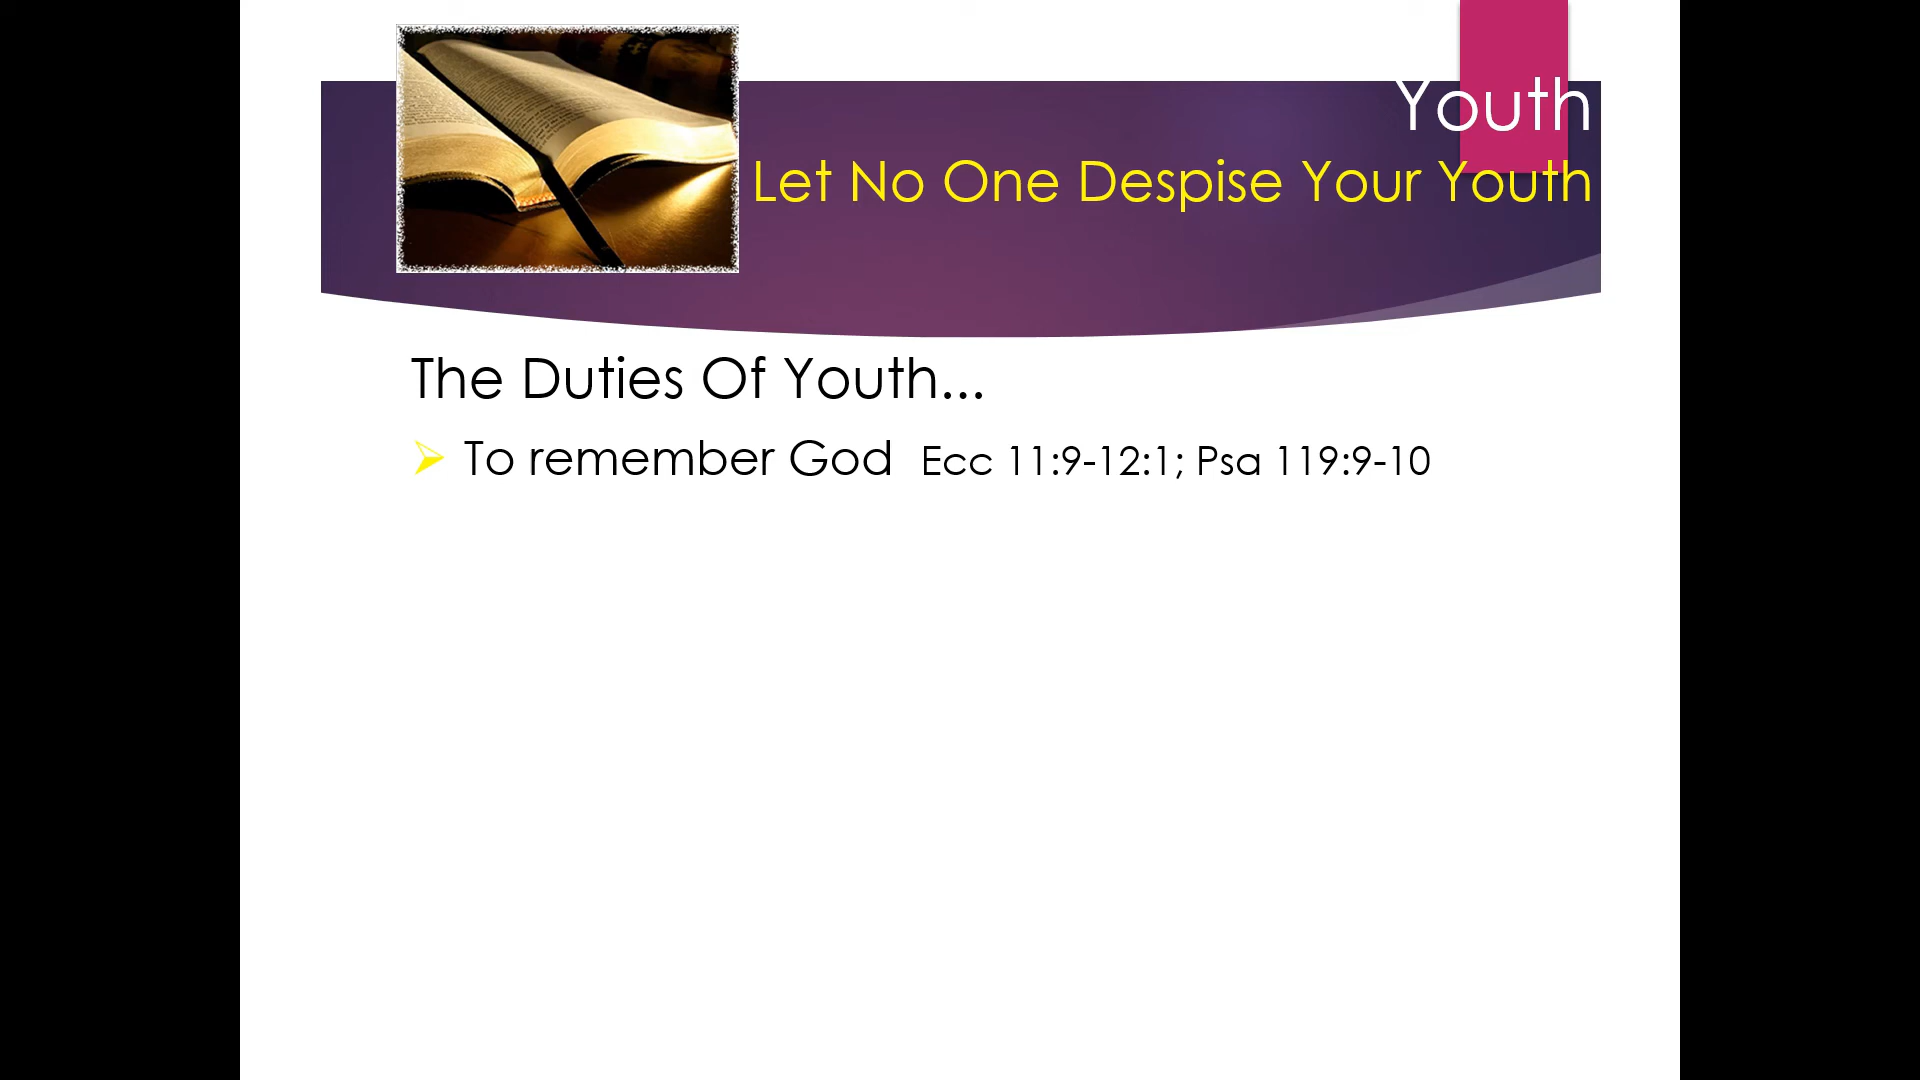 Youth
Let No One Despise Your Youth
The Duties Of Youth...
To remember God Ecc 11:9-12:1; Psa 119:9-10